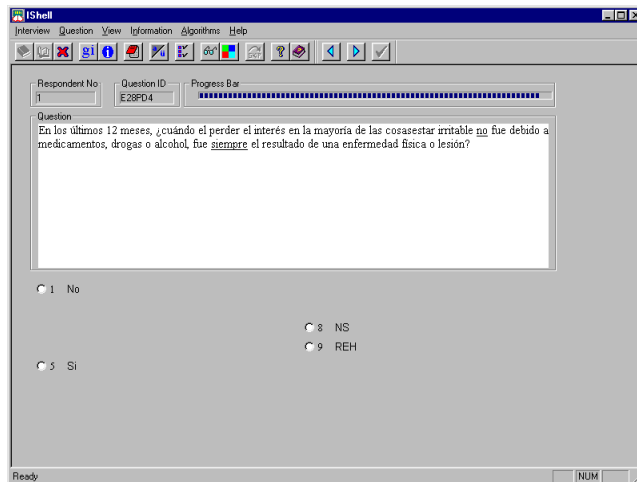 IShell
Interview Question View Information Algorithms Help
gi
Respondent No Question ID Progress Bar
1 E28PD4
Question
En los últimos 12 meses, ¿cuándo el perder el interés en la mayoría de las cosasestar irritable no fue debido a
medicamentos, drogas o alcohol, fue siempre el resultado de una enfermedad física o lesión?
1 No
8 NS
9 REH
5 Si
Ready NUM